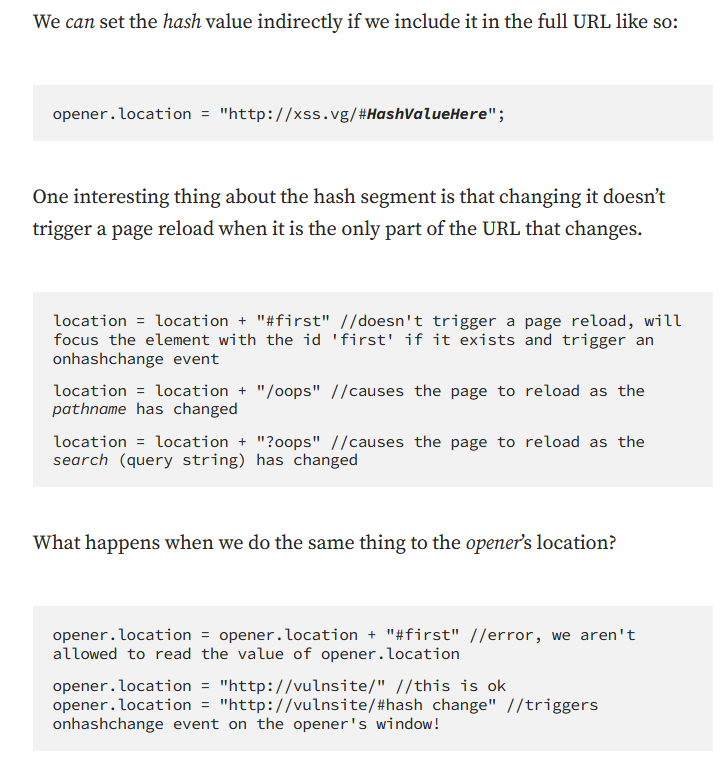 We can set the hash value indirectly if we include it in the full URL like so:
opener.location = "http://xss.vg/#HashValueHere";
One interesting thing about the hash segment is that changing it doesn’t
trigger a page reload when it is the only part of the URL that changes.
location = location + "#first" //doesn't trigger a page reload, will
focus the element with the id 'first' if it exists and trigger an
onhashchange event
location = location + "/oops" //causes the page to reload as the
pathname has changed
location = location + "?oops" //causes the page to reload as the
search (query string) has changed
What happens when we do the same thing to the opener’s location?
opener.location = opener.location + "#first" //error, we aren't
allowed to read the value of opener.location
opener.location = "http://vulnsite/" //this is ok
opener.location = "http://vulnsite/#hash change" //triggers
onhashchange event on the opener's window!